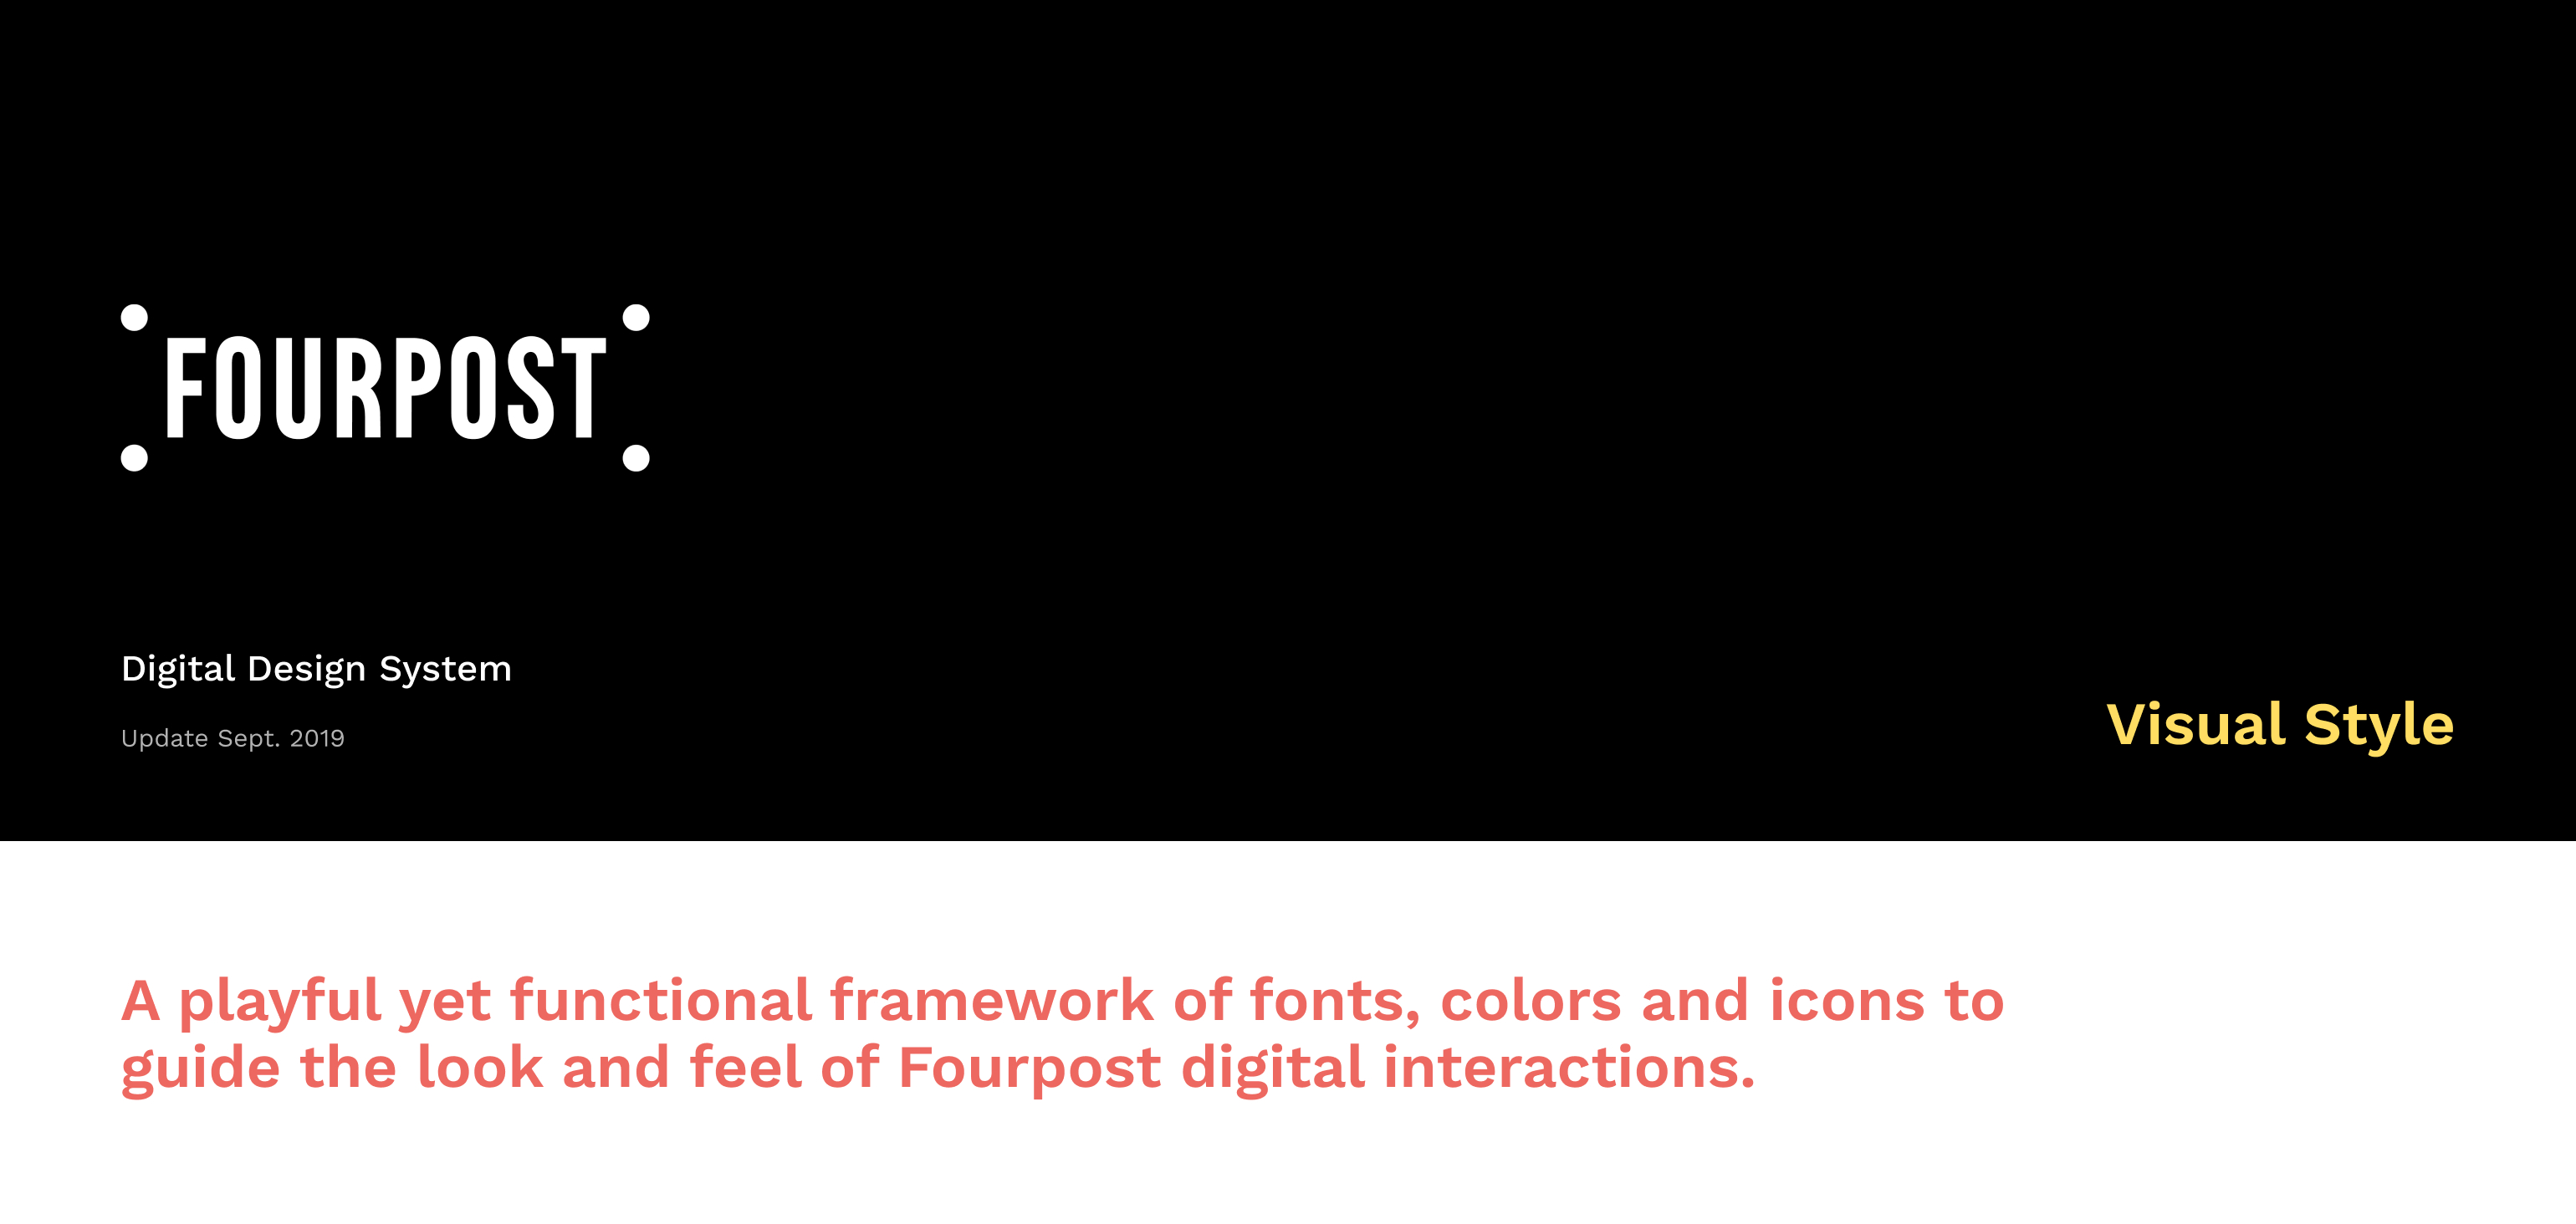 FOURPOST
Digital Design System
Update Sept. 2019
Visual Style
A playful yet functional framework of fonts, colors and icons to
guide the look and feel of Fourpost digital interactions.